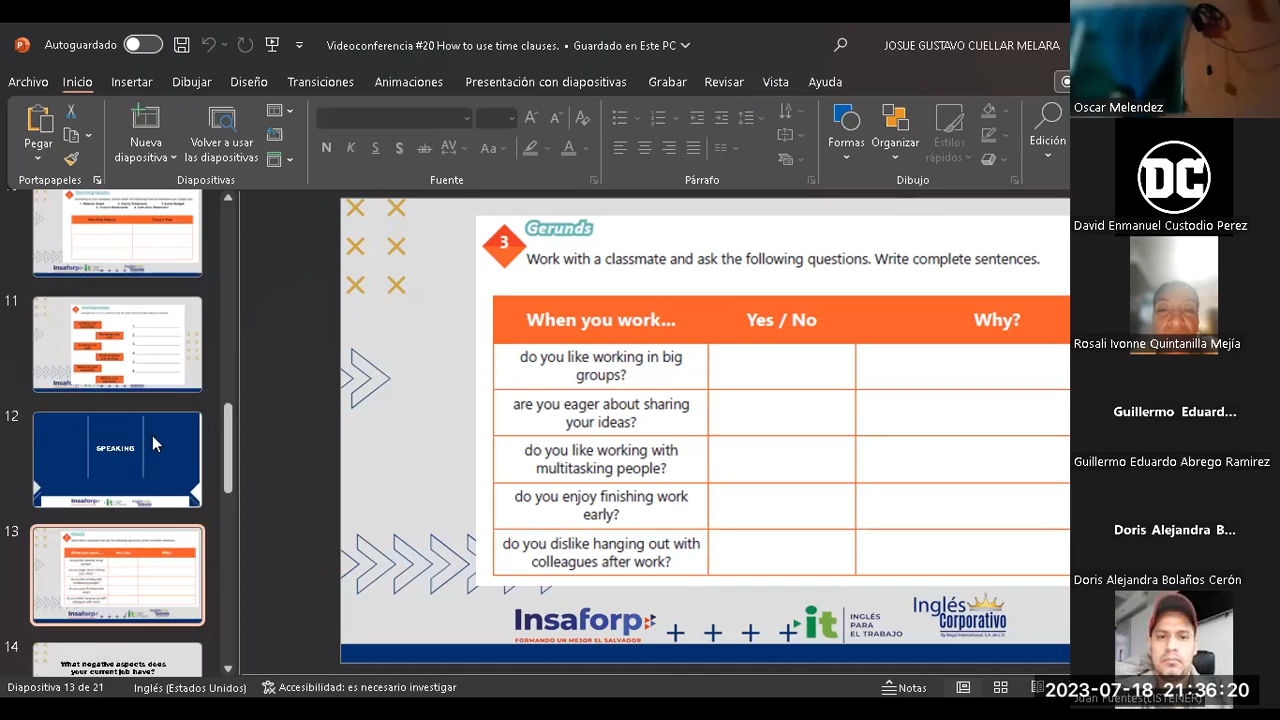 Autoguardado
Videoconferencia #20 How to use time clauses. • Guardado en Este PC
JOSUE GUSTAVO CUELLAR MELARA
Archivo Inicio Insertar Dibujar Diseño Transiciones Animaciones Presentación con diapositivas Grabar Revisar Vista Ayuda
Pegar
Nueva diapositiva
Volver a usar las diapositivas
N K S S ab AV Aa A
Formas
Organizar
Estilos rápidos
Edición
Portapapeles
Diapositivas
Fuente
Párrafo
Dibujo
11
12
SPEAKING
13
14
What negative aspects does
your current job have?
3
Gerunds
Work with a classmate and ask the following questions. Write complete sentences.
When you work... Yes / No Why?
do you like working in big
groups?
are you eager about sharing
your ideas?
do you like working with
multitasking people?
do you enjoy finishing work
early?
do you dislike hanging out with
colleagues after work?
Insaforp
FORMANDO UN MEJOR EL SALVADOR
it
INGLÉS
PARA
EL TRABAJO
Inglés
Corporativo
Diapositiva 13 de 21
Inglés (Estados Unidos)
Accesibilidad: es necesario investigar
Notas
Oscar Melendez
DC
David Enmanuel Custodio Perez
Rosali Ivonne Quintanilla Mejía
Guillermo Eduard...
Guillermo Eduardo Abrego Ramirez
Doris Alejandra B...
Doris Alejandra Bolaños Cerón
Juan Fuentes(LISTENER)
2023-07-18 21:36:20